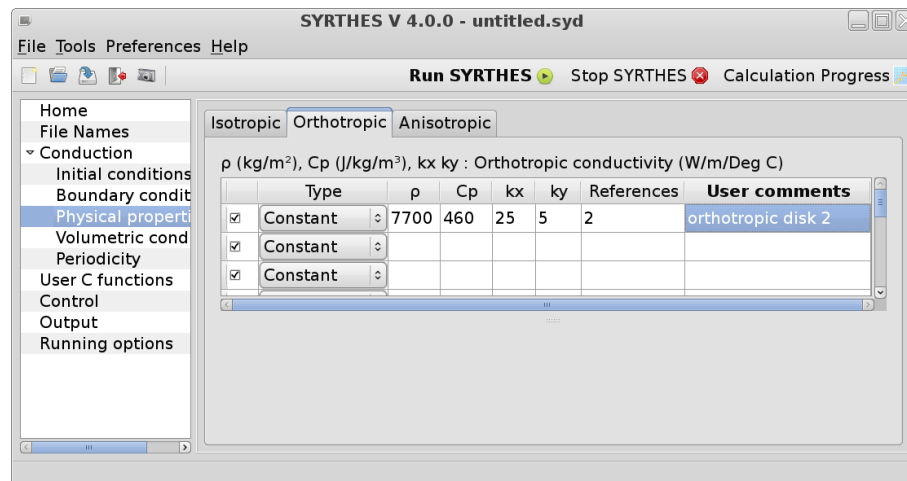 SYRTHES V 4.0.0 - untitled.syd
File Tools Preferences Help
Run SYRTHES Stop SYRTHES Calculation Progress
Home
File Names
Conduction
Initial conditions
Boundary condit
Physical properti
Volumetric cond
Periodicity
User C functions
Control
Output
Running options
Isotropic Orthotropic Anisotropic
ρ (kg/m²), Cp (J/kg/m³), kx ky : Orthotropic conductivity (W/m/Deg C)
Type ρ Cp kx ky References User comments
Constant 7700 460 25 5 2 orthotropic disk 2
Constant
Constant